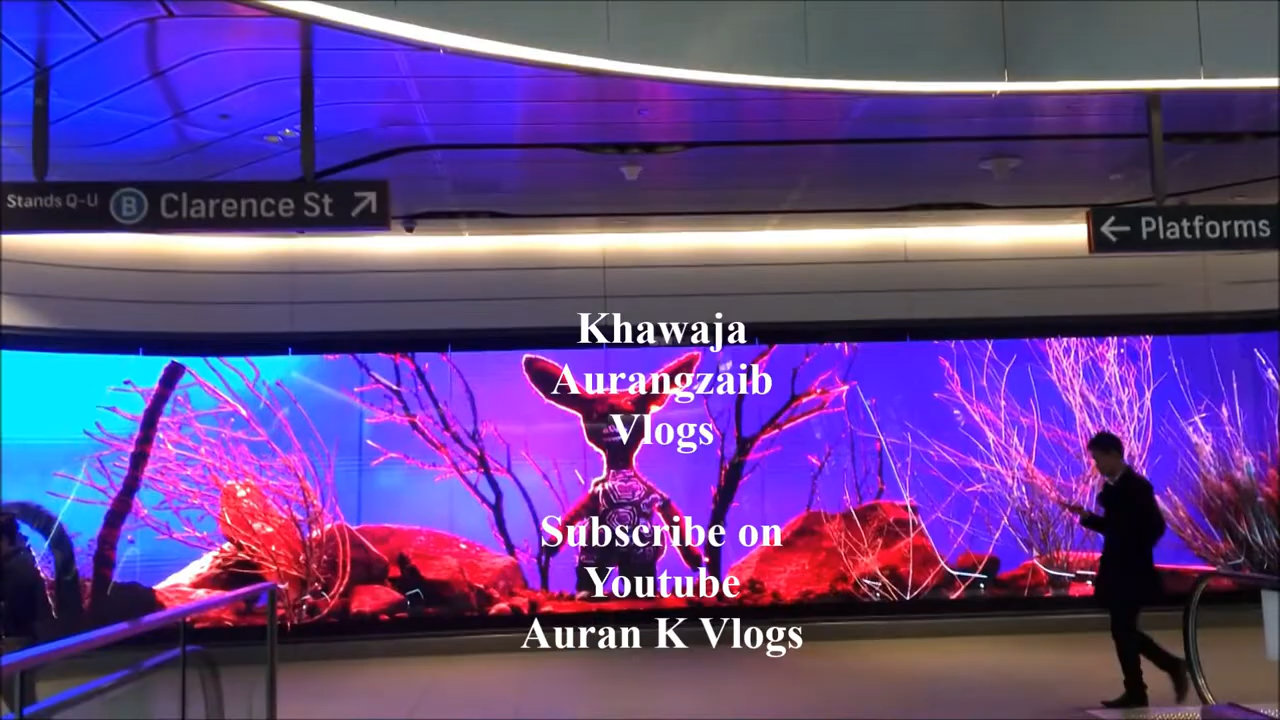 Stands Q-U B Clarence St ↗
← Platforms
Khawaja
Aurangzaib
Vlogs
Subscribe on
Youtube
Auran K Vlogs